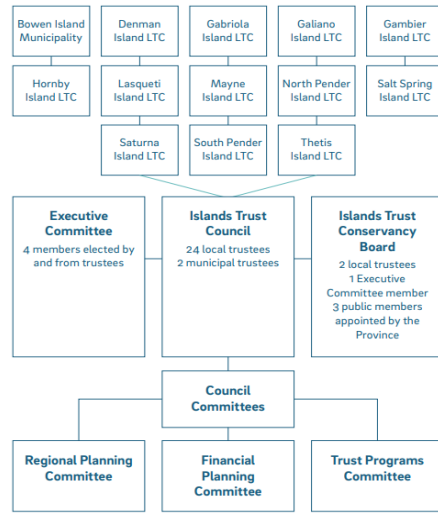 Bowen Island
Municipality
Denman
Island LTC
Gabriola
Island LTC
Galiano
Island LTC
Gambier
Island LTC
Hornby
Island LTC
Lasqueti
Island LTC
Mayne
Island LTC
North Pender
Island LTC
Salt Spring
Island LTC
Saturna
Island LTC
South Pender
Island LTC
Thetis
Island LTC
Executive
Committee
4 members elected by
and from trustees
Islands Trust
Council
24 local trustees
2 municipal trustees
Islands Trust
Conservancy
Board
2 local trustees
1 Executive
Committee member
3 public members
appointed by the
Province
Council
Committees
Regional Planning
Committee
Financial
Planning
Committee
Trust Programs
Committee